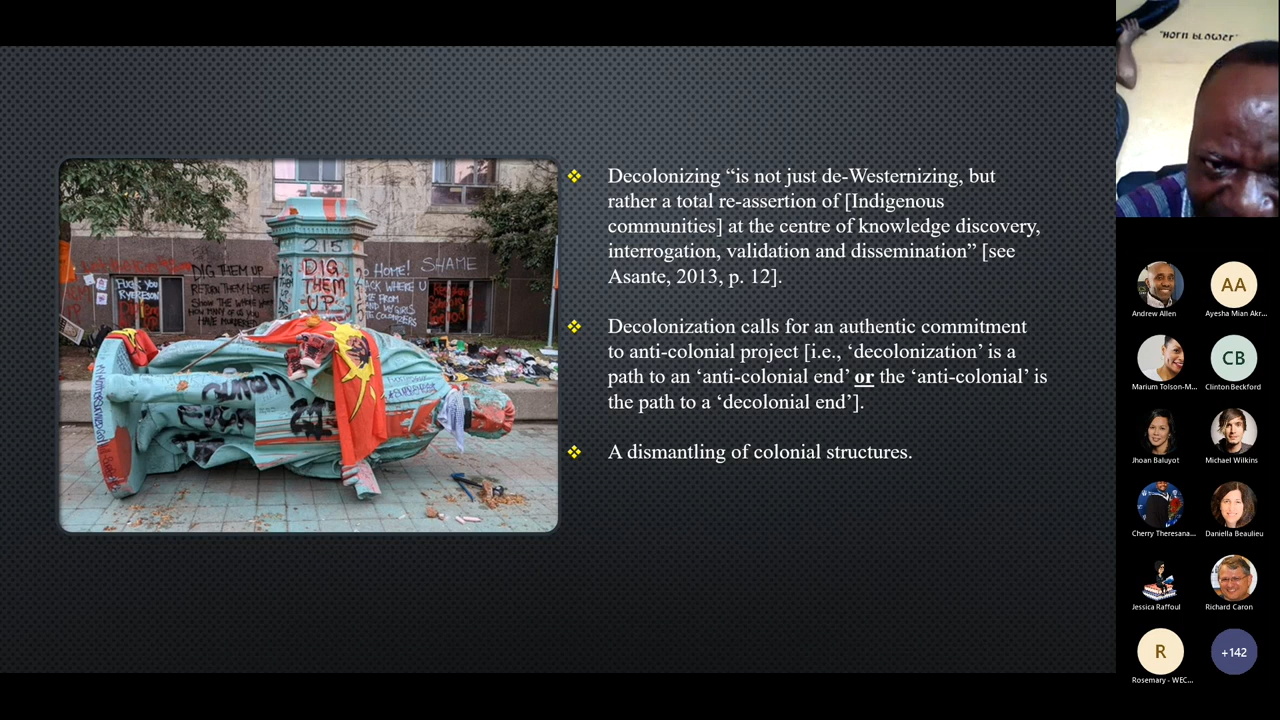 "HORN BLOWER"
215
DIG
THEM
UP
DIG THEM UP
RETURN THEM HOME
HOME!
SHAME
Decolonizing “is not just de-Westernizing, but
rather a total re-assertion of [Indigenous
communities] at the centre of knowledge discovery,
interrogation, validation and dissemination” [see
Asante, 2013, p. 12].
Decolonization calls for an authentic commitment
to anti-colonial project [i.e., ‘decolonization’ is a
path to an ‘anti-colonial end’ or the ‘anti-colonial’ is
the path to a ‘decolonial end’].
A dismantling of colonial structures.
Andrew Allen
AA
Ayesha Mian Akr...
Marium Tolson-M...
CB
Clinton Beckford
Jhoan Baluyot
Michael Wilkins
Cherry Theresana...
Daniella Beaulieu
Jessica Raffoul
Richard Caron
R
Rosemary - WEC...
+142